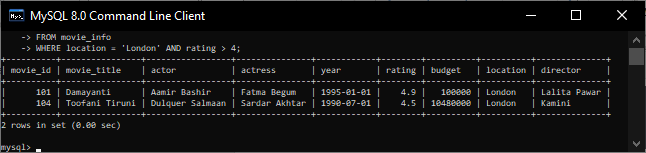 MySQL 8.0 Command Line Client
-> FROM movie_info
-> WHERE location = 'London' AND rating > 4;
+----------+----------------+-----------------+----------------+------------+--------+----------+----------+--------------+
| movie_id | movie_title | actor | actress | year | rating | budget | location | director |
+----------+----------------+-----------------+----------------+------------+--------+----------+----------+--------------+
| 101 | Damayanti | Aamir Bashir | Fatma Begum | 1995-01-01 | 4.9 | 100000 | London | Lalita Pawar |
| 104 | Toofani Tiruni | Dulquer Salmaan | Sardar Akhtar | 1990-07-01 | 4.5 | 10480000 | London | Kamini |
+----------+----------------+-----------------+----------------+------------+--------+----------+----------+--------------+
2 rows in set (0.00 sec)
mysql>